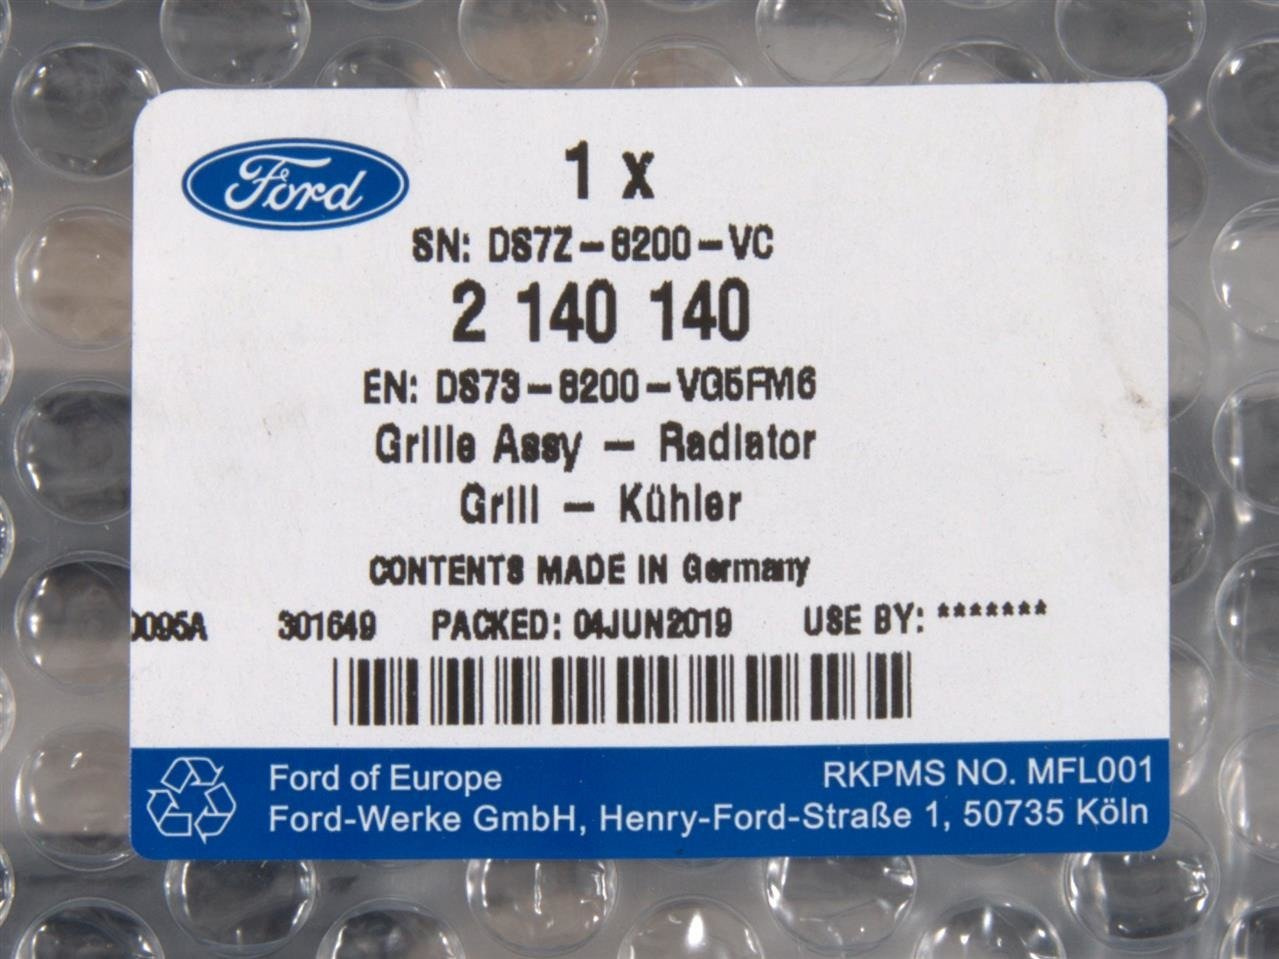 Ford
1 x
SN: DS7Z-8200-VC
2 140 140
EN: DS73-8200-VG5FM6
Grille Assy - Radiator
Grill - Kühler
CONTENTS MADE IN Germany
0095A 301649 PACKED: 04JUN2019 USE BY: *******
Ford of Europe RKPMS NO. MFL001
Ford-Werke GmbH, Henry-Ford-Straße 1, 50735 Köln